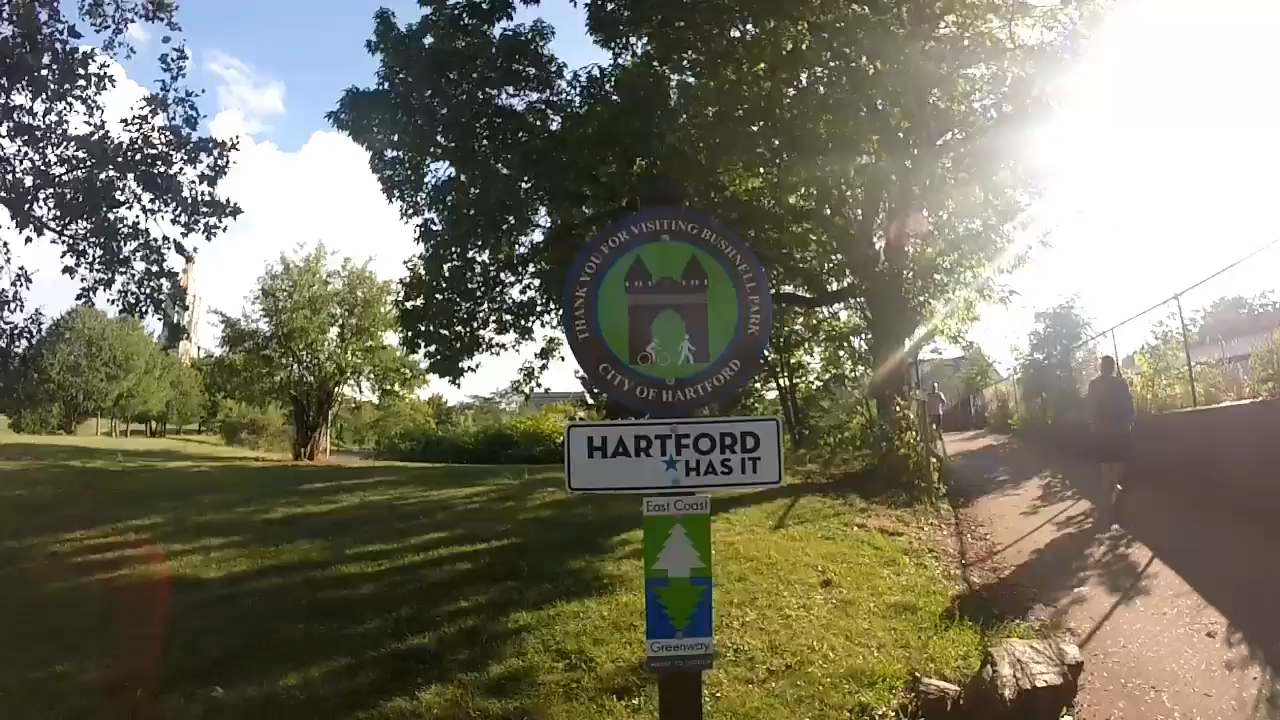 THANK YOU FOR VISITING BUSHNELL PARK
CITY OF HARTFORD
HARTFORD
HAS IT
East Coast
Greenway